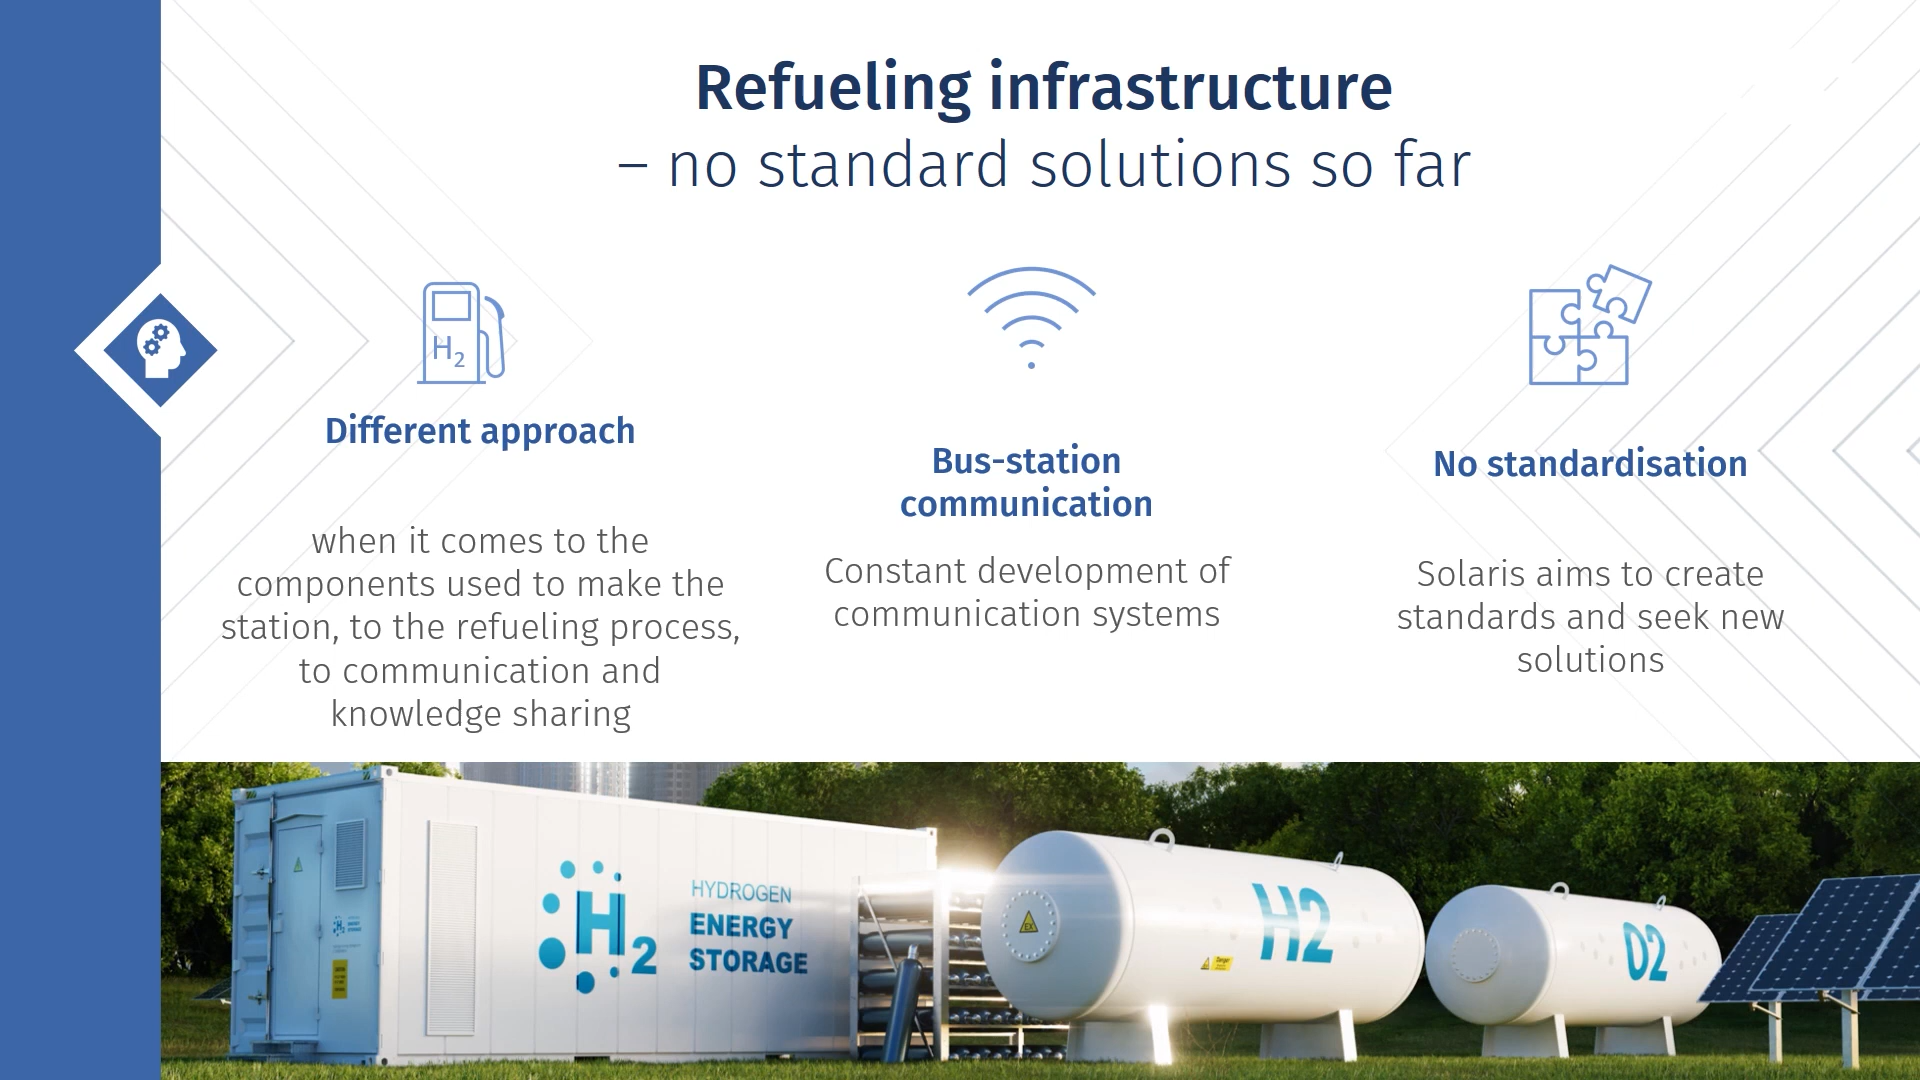 Refueling infrastructure
– no standard solutions so far
H2
Different approach
when it comes to the
components used to make the
station, to the refueling process,
to communication and
knowledge sharing
Bus-station
communication
Constant development of
communication systems
No standardisation
Solaris aims to create
standards and seek new
solutions
H2
HYDROGEN
ENERGY
STORAGE
EX
Danger
H2
O2